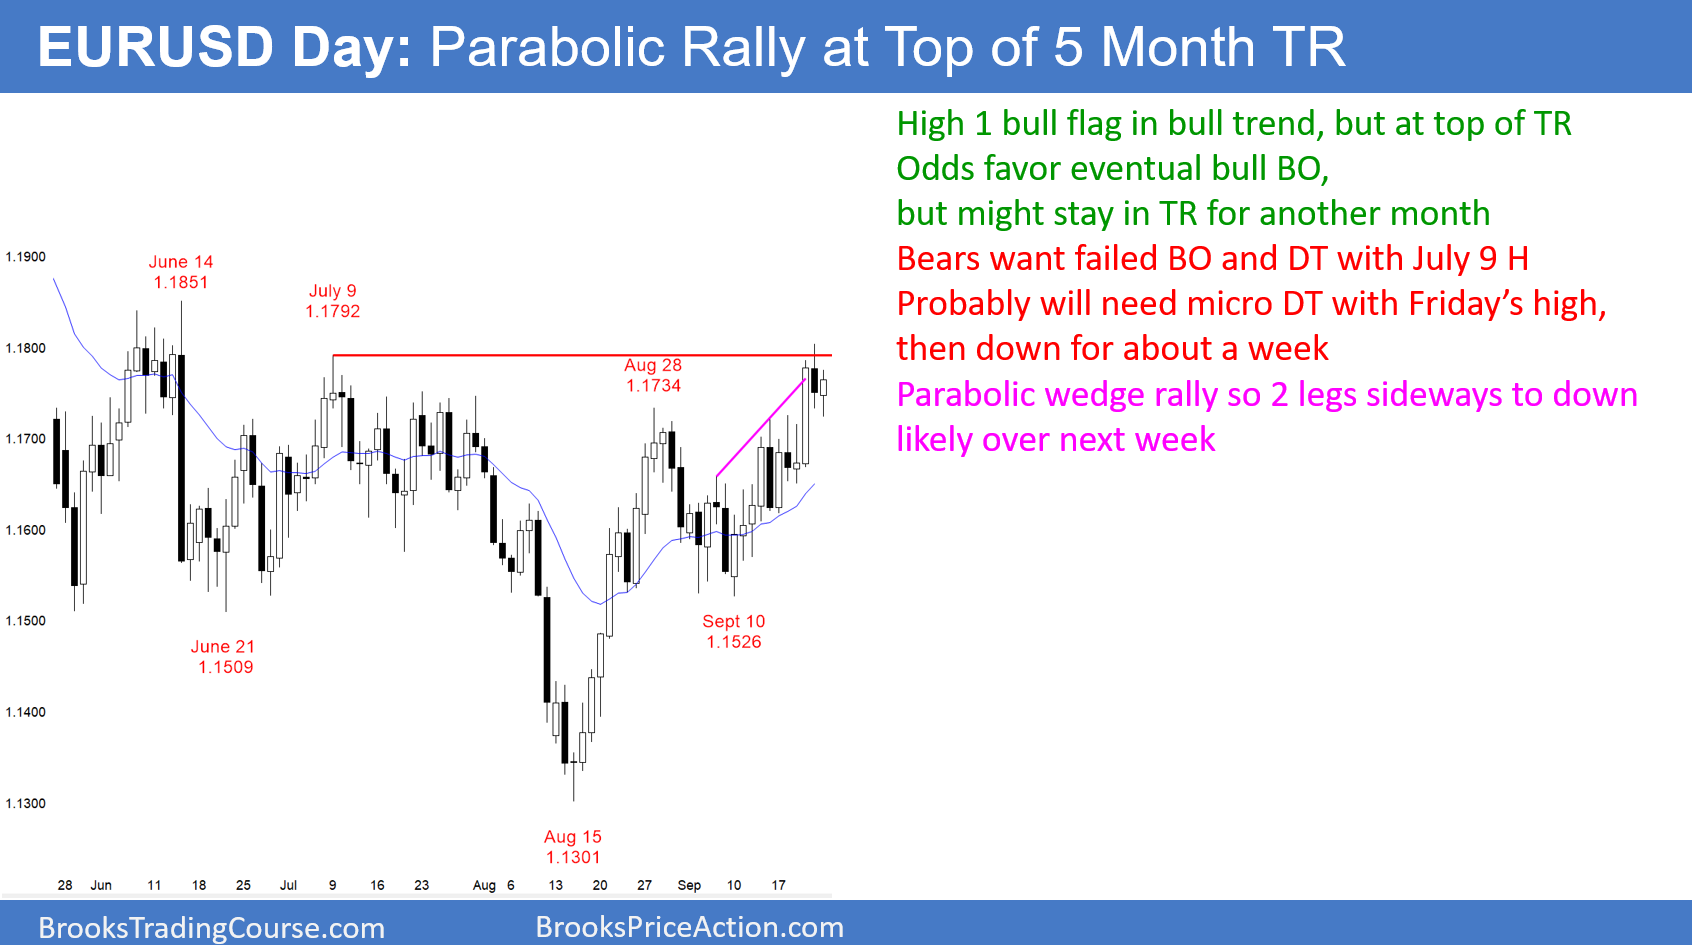 EURUSD Day: Parabolic Rally at Top of 5 Month TR
High 1 bull flag in bull trend, but at top of TR
Odds favor eventual bull BO,
but might stay in TR for another month
Bears want failed BO and DT with July 9 H
Probably will need micro DT with Friday's high,
then down for about a week
Parabolic wedge rally so 2 legs sideways to down
likely over next week
1.1900
1.1800
1.1700
1.1600
1.1500
1.1400
1.1300
June 14
1.1851
July 9
1.1792
Aug 28
1.1734
June 21
1.1509
Sept 10
1.1526
Aug 15
1.1301
28 Jun 11 18 25 Jul 9 16 23 Aug 6 13 20 27 Sep 10 17
BrooksTradingCourse.com
BrooksPriceAction.com